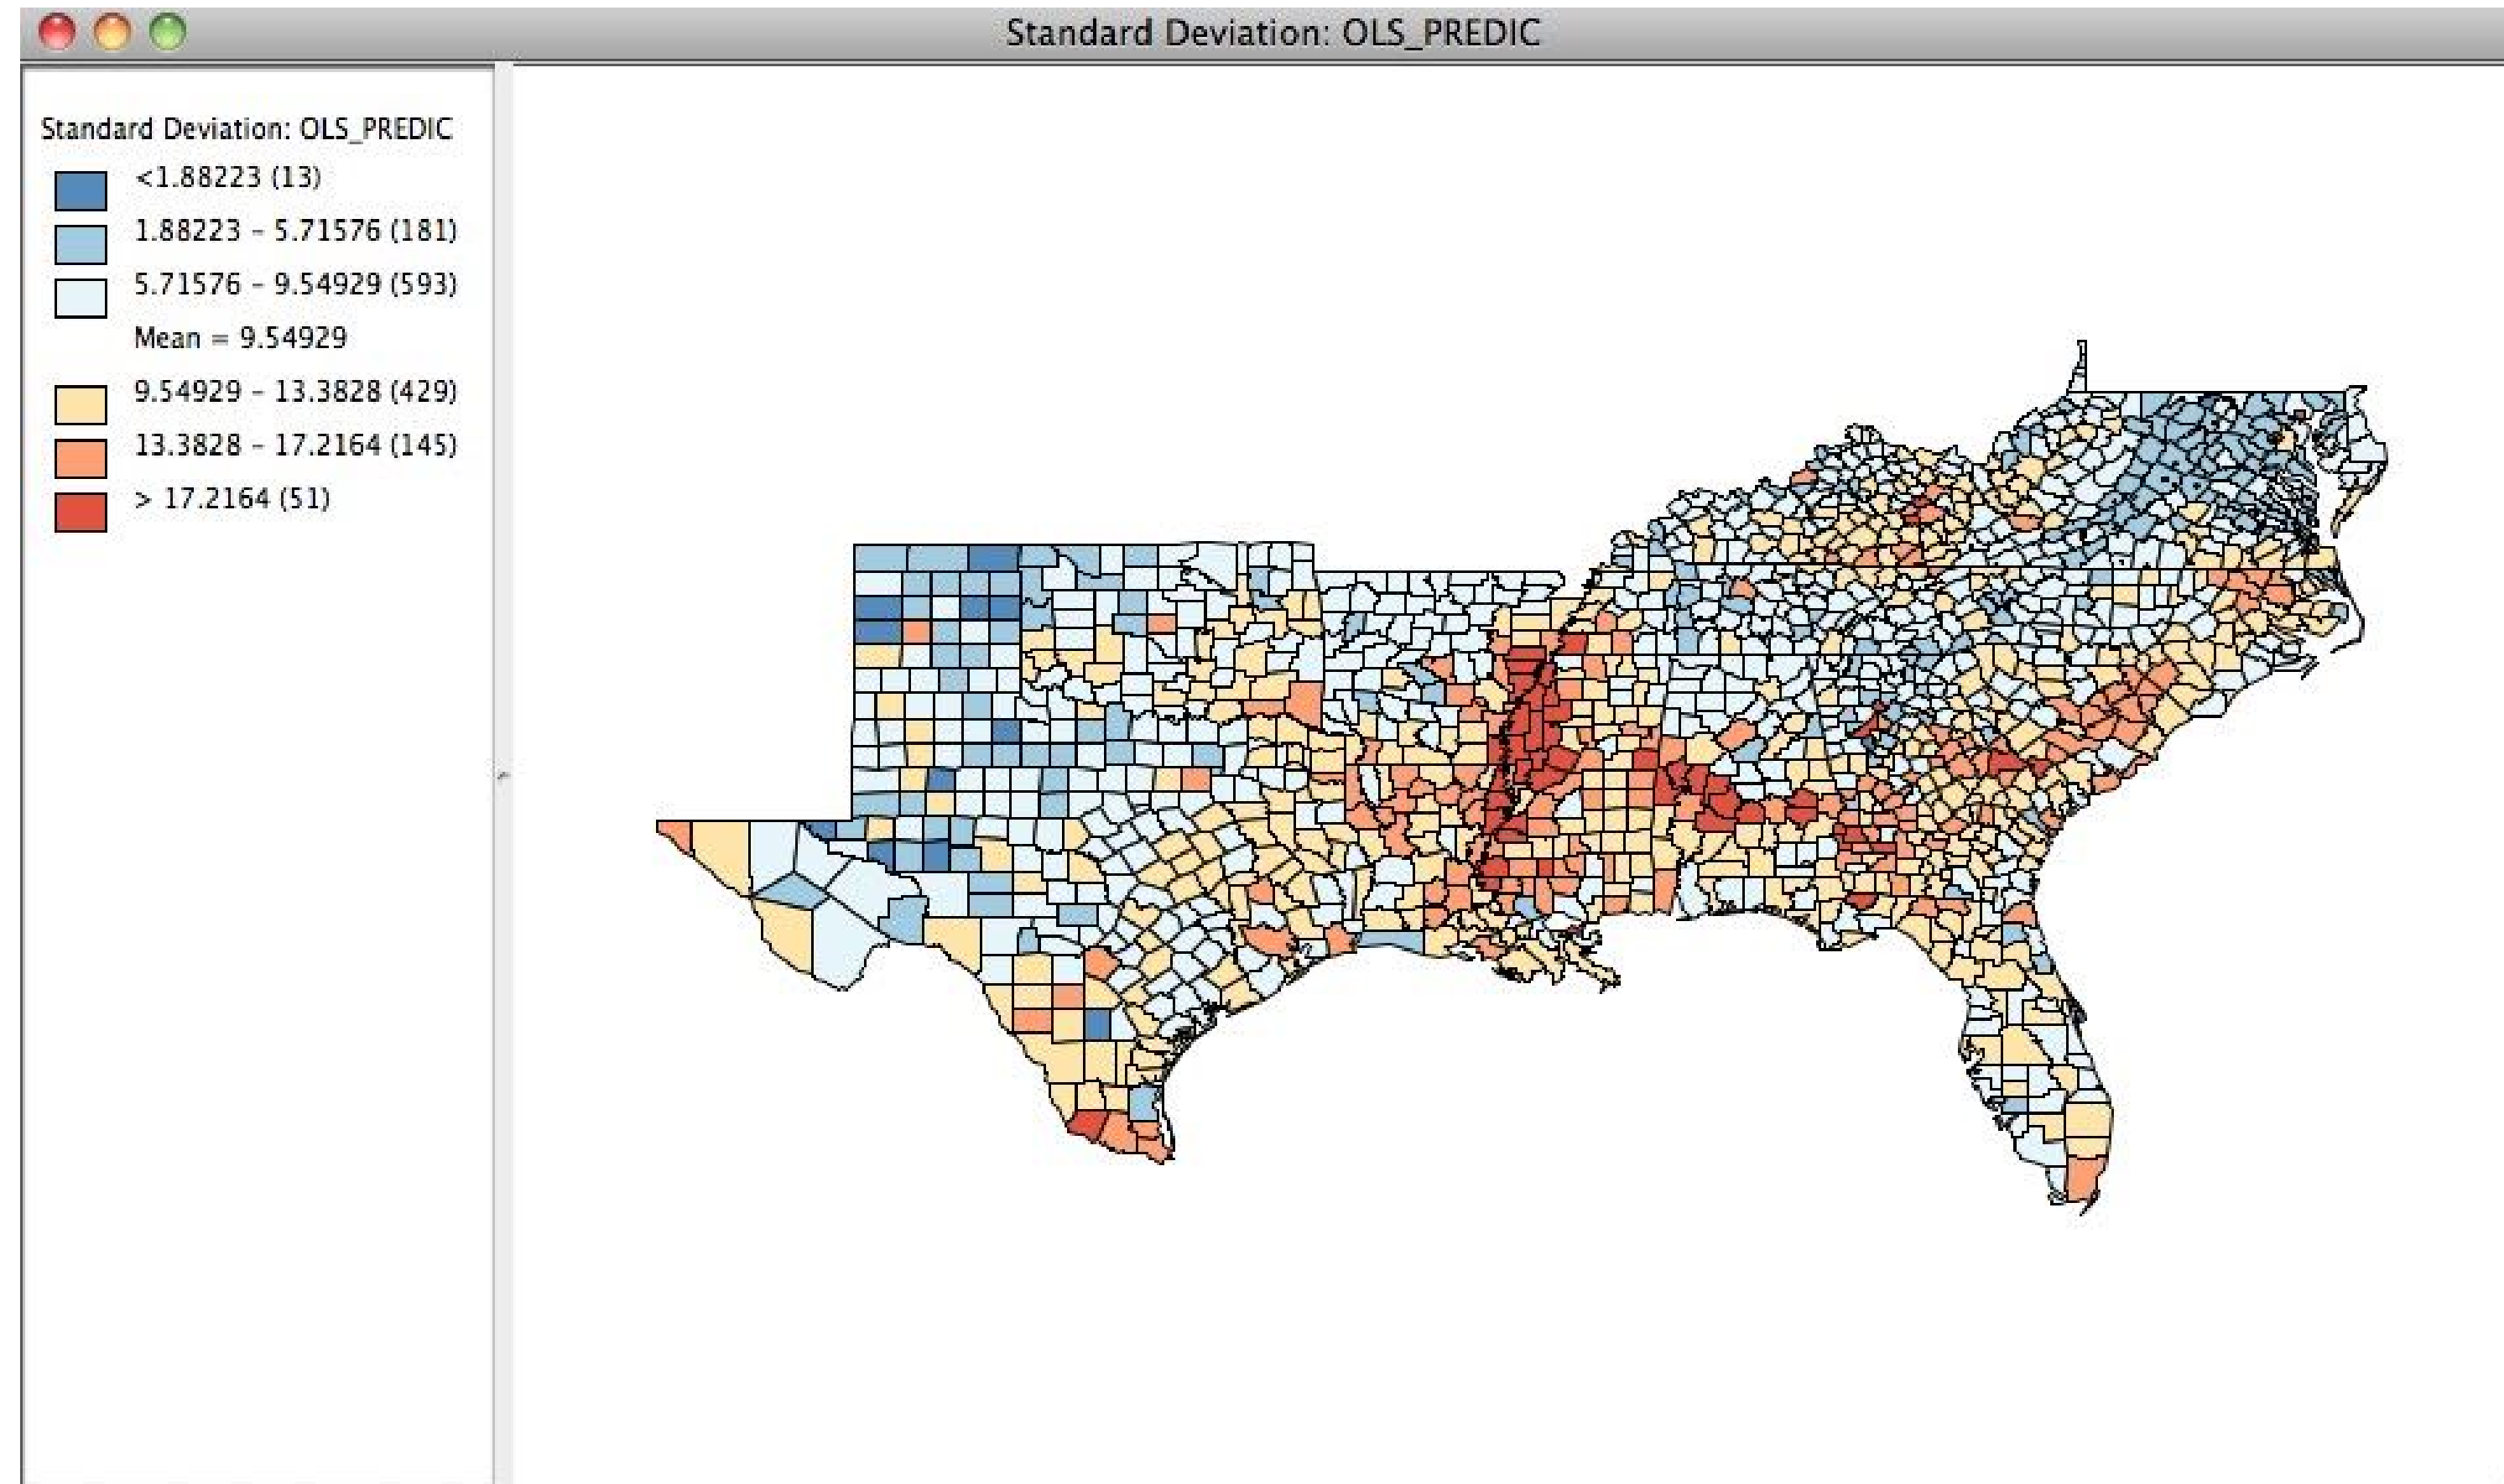 Standard Deviation: OLS_PREDIC
Standard Deviation: OLS_PREDIC
<1.88223 (13)
1.88223 - 5.71576 (181)
5.71576 - 9.54929 (593)
Mean = 9.54929
9.54929 - 13.3828 (429)
13.3828 - 17.2164 (145)
> 17.2164 (51)